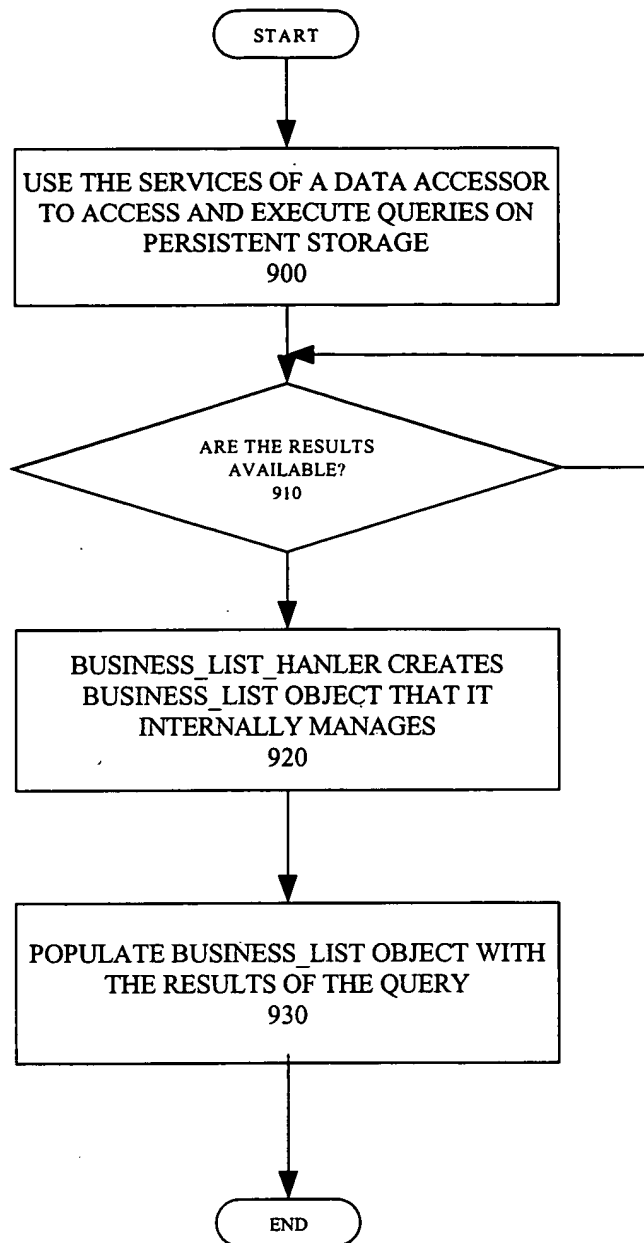 START
USE THE SERVICES OF A DATA ACCESSOR
TO ACCESS AND EXECUTE QUERIES ON
PERSISTENT STORAGE
900
ARE THE RESULTS
AVAILABLE?
910
BUSINESS_LIST_HANLER CREATES
BUSINESS_LIST OBJECT THAT IT
INTERNALLY MANAGES
920
POPULATE BUSINESS_LIST OBJECT WITH
THE RESULTS OF THE QUERY
930
END